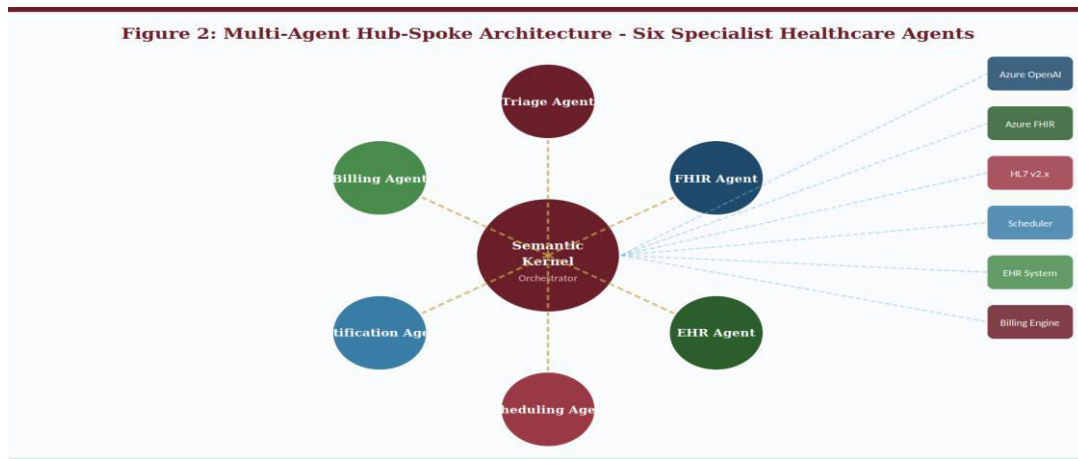 Figure 2: Multi-Agent Hub-Spoke Architecture - Six Specialist Healthcare Agents
Triage Agent
Azure OpenAI
Azure FHIR
Billing Agent
FHIR Agent
HL7 v2.x
Scheduler
Semantic
Kernel
Orchestrator
EHR System
Billing Engine
tification Age
EHR Agent
heduling Age